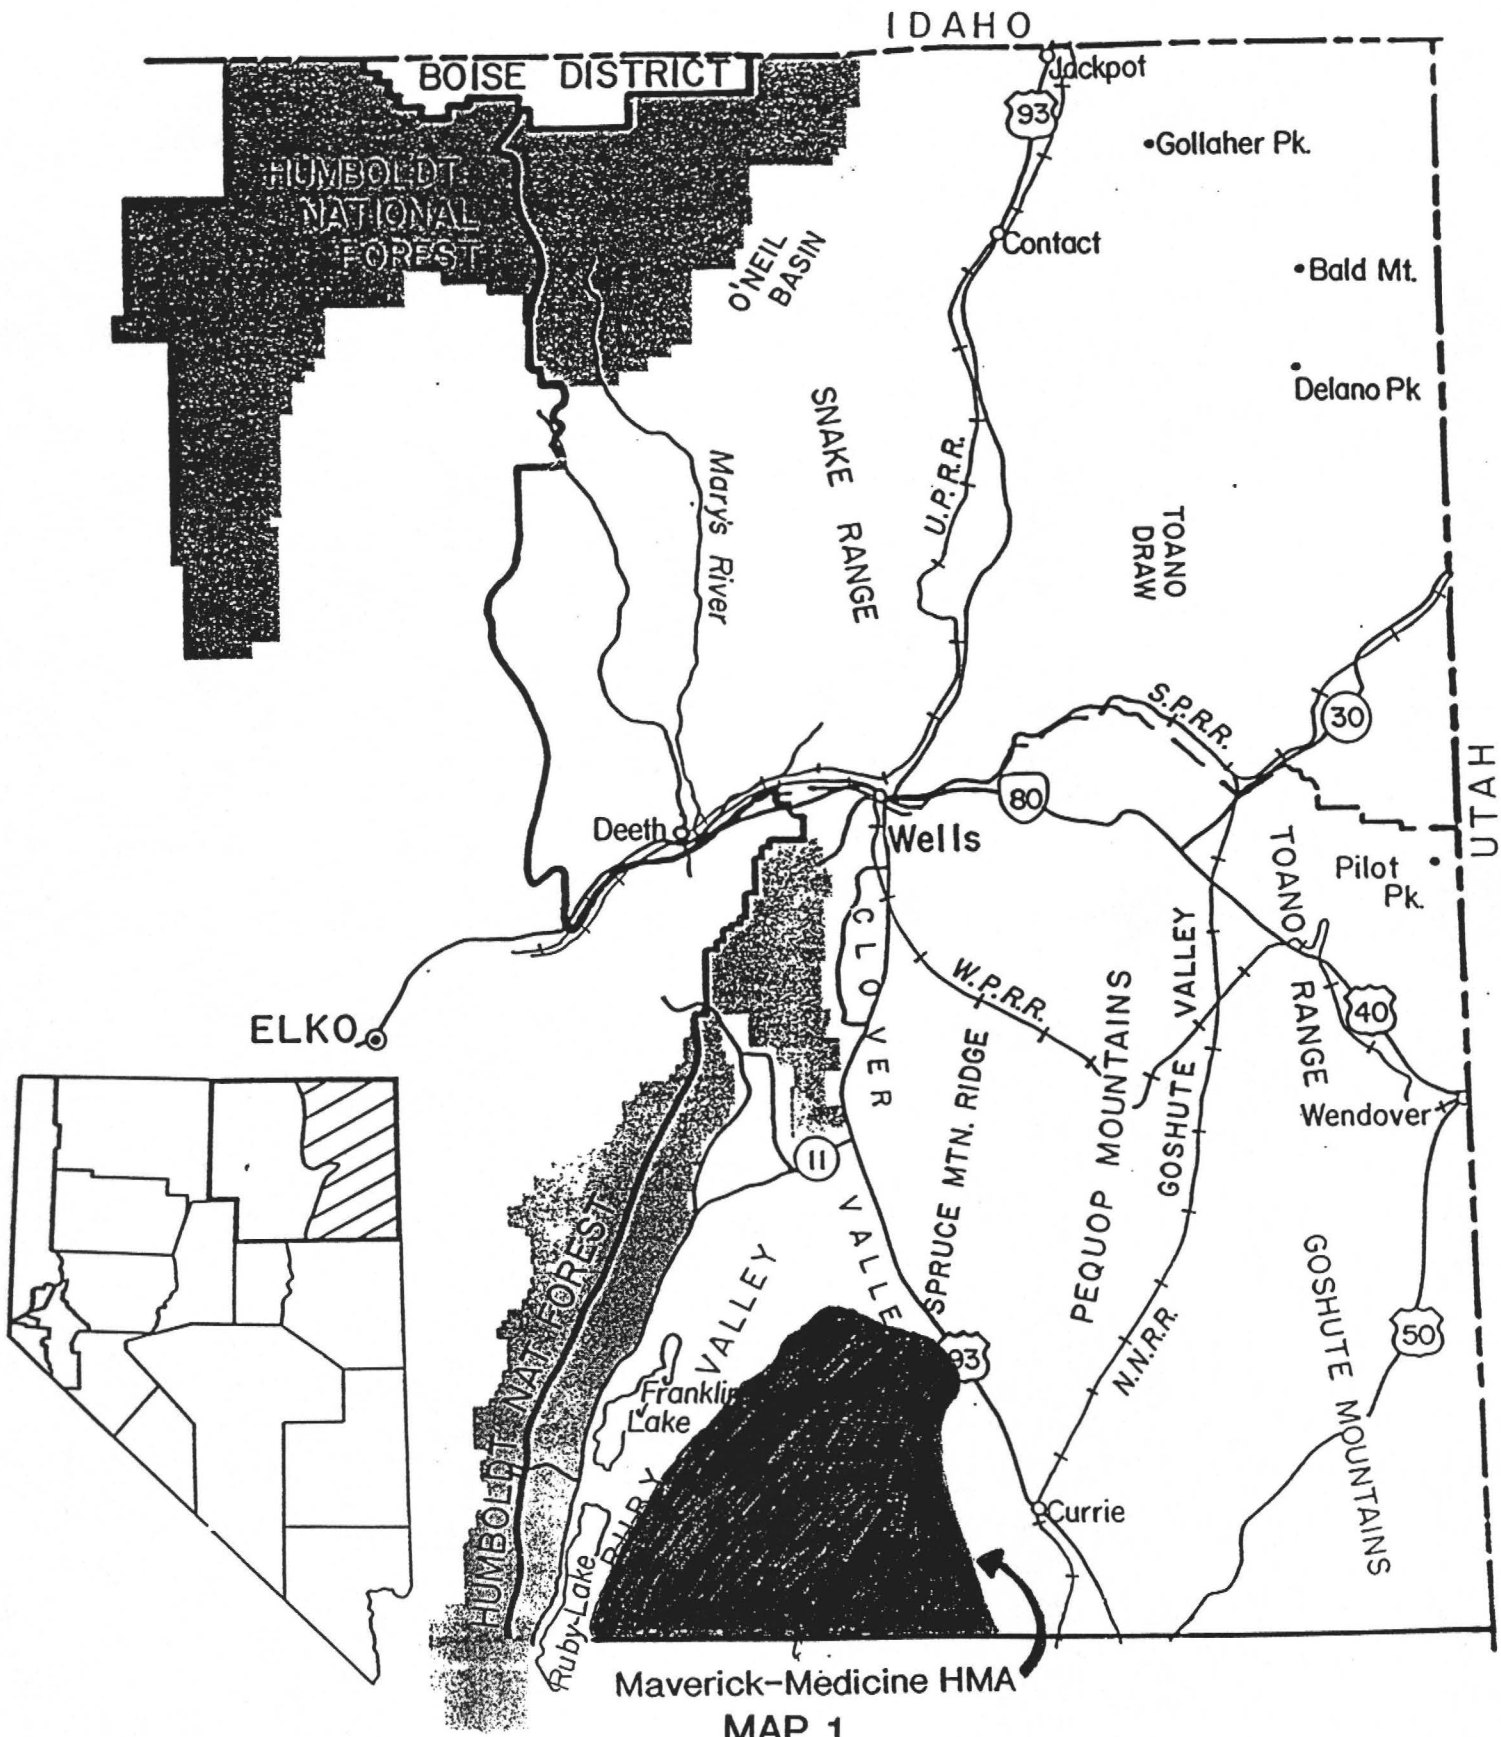 IDAHO
BOISE DISTRICT
Jackpot
93
Gollaher Pk.
HUMBOLDT
NATIONAL
FOREST
O'NEIL
BASIN
Contact
Bald Mt.
Delano Pk
SNAKE RANGE
U.P.R.R.
Mary's River
TOANO
DRAW
S.P.R.R.
30
UTAH
80
Deeth
Wells
TOANO RANGE
Pilot
Pk.
CLOVER VALLE
W.P.R.R.
GOSHUTE VALLEY
40
ELKO
PEQUOP MOUNTAINS
SPRUCE MTN. RIDGE
Wendover
11
HUMBOLDT NAT. FOREST
RUBY VALLEY
GOSHUTE MOUNTAINS
50
93
N.N.R.R.
Franklin
Lake
Currie
Ruby Lake
Maverick-Medicine HMA
MAP 1